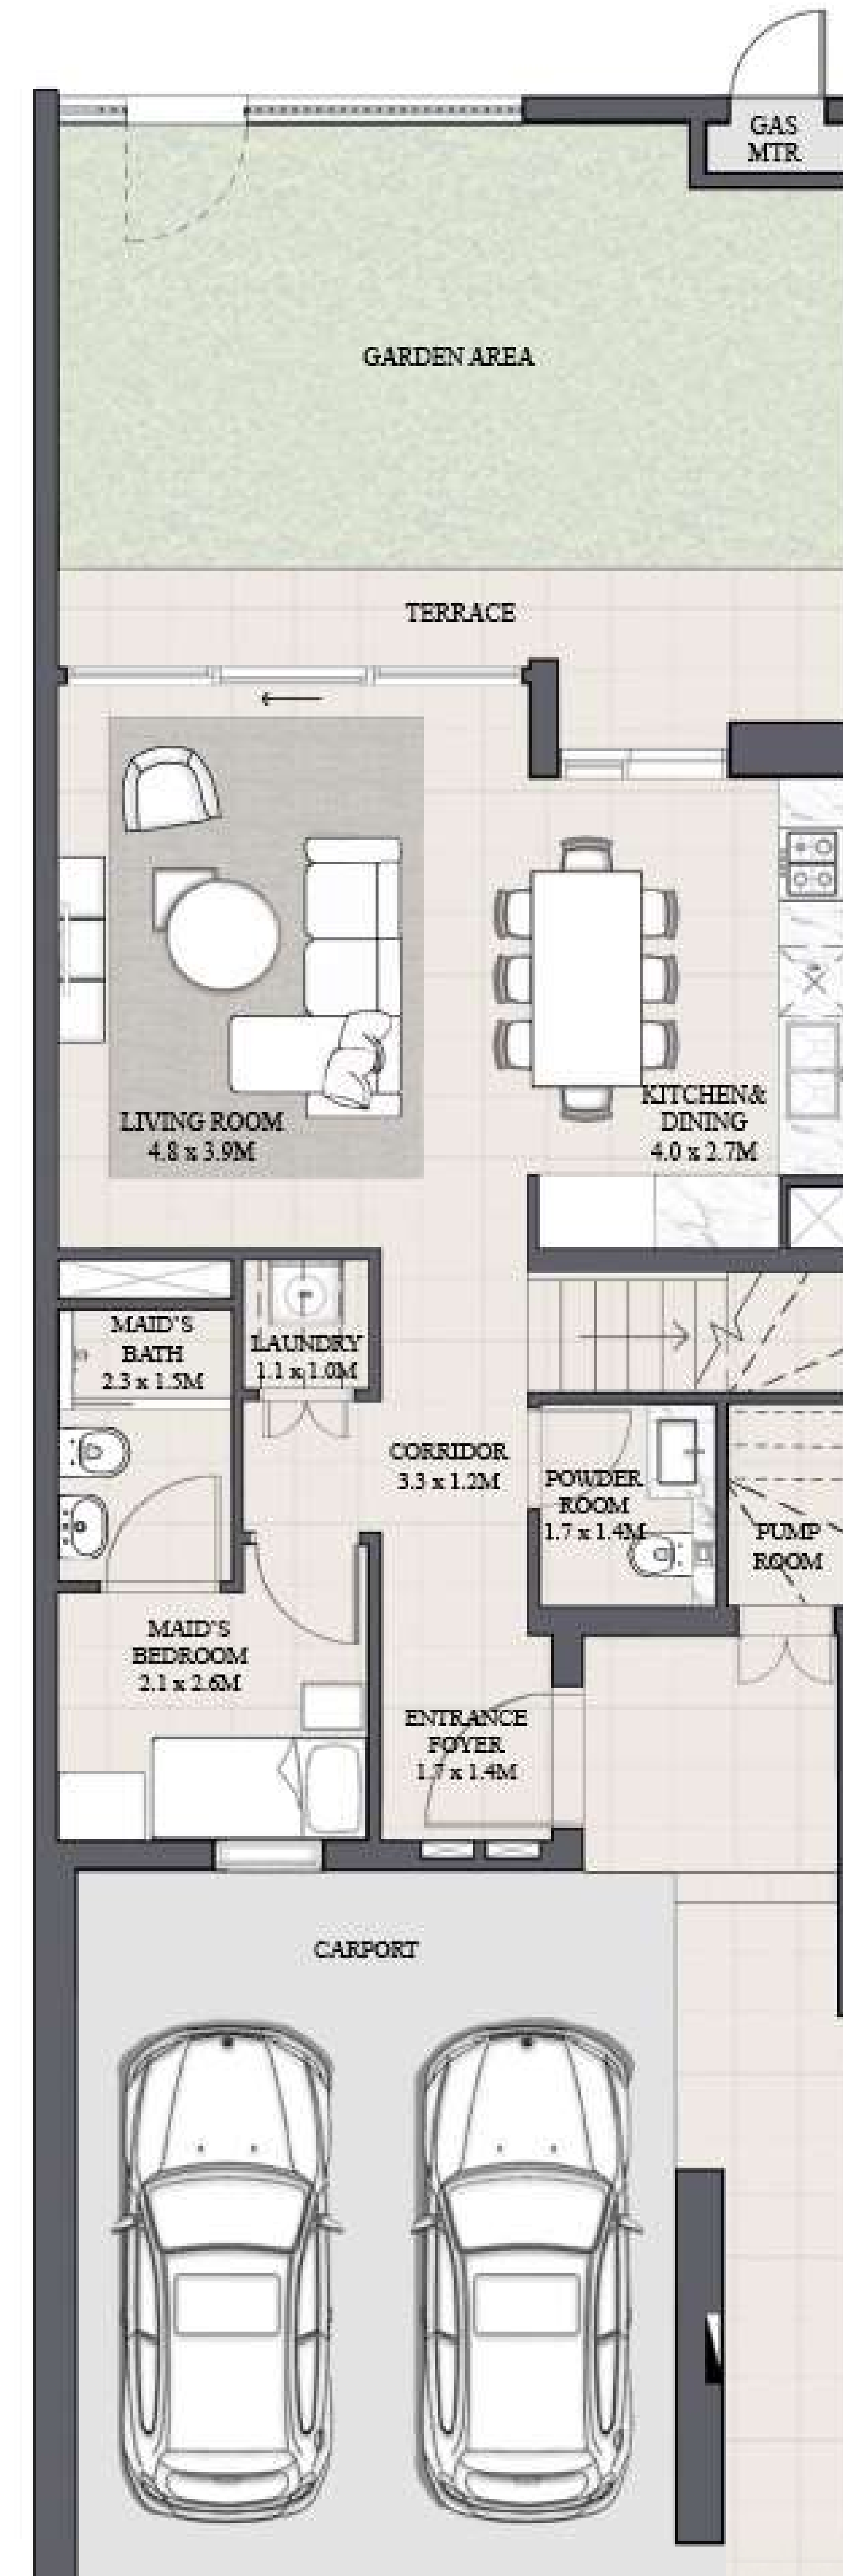 GAS
MTR
GARDEN AREA
TERRACE
LIVING ROOM
4.8 x 3.9M
KITCHEN&
DINING
4.0 x 2.7M
MAID'S
BATH
2.3 x 1.5M
LAUNDRY
1.1 x 1.0M
CORRIDOR
3.3 x 1.2M
POWDER
ROOM
1.7 x 1.4M
PUMP
ROOM
MAID'S
BEDROOM
2.1 x 2.6M
ENTRANCE
FOYER
1.7 x 1.4M
CARPORT